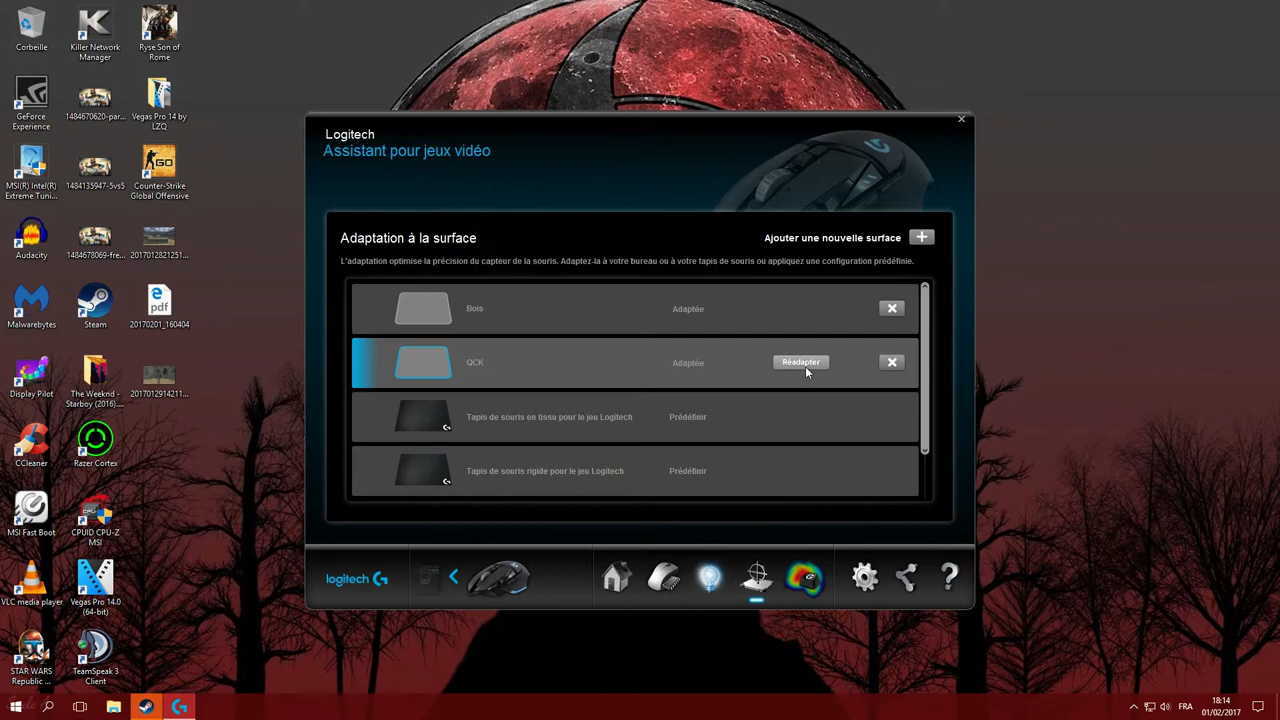 Corbeille
Killer Network
Manager
Ryse Son of
Rome
GeForce
Experience
1484670620-par...
Vegas Pro 14 by
LZQ
MSI(R) Intel(R)
Extreme Tuni...
1484135947-5vs5
GO
Counter-Strike
Global Offensive
Audacity
1484678069-fre...
2017012821251...
Malwarebytes
Steam
pdf
20170201_160404
Display Pilot
The Weeknd -
Starboy (2016)....
2017012914211...
CCleaner
Razer Cortex
MSI Fast Boot
CPU
CPUID CPU-Z
MSI
VLC media player
Vegas Pro 14.0
(64-bit)
STAR WARS
Republic ...
TeamSpeak 3
Client
Logitech
Assistant pour jeux vidéo
Adaptation à la surface
Ajouter une nouvelle surface
L'adaptation optimise la précision du capteur de la souris. Adaptez-la à votre bureau ou à votre tapis de souris ou appliquez une configuration prédéfinie.
Bois
Adaptée
QCK
Adaptée
Réadapter
Tapis de souris en tissu pour le jeu Logitech
Prédéfinir
Tapis de souris rigide pour le jeu Logitech
Prédéfinir
logitech G
FRA
18:14
01/02/2017